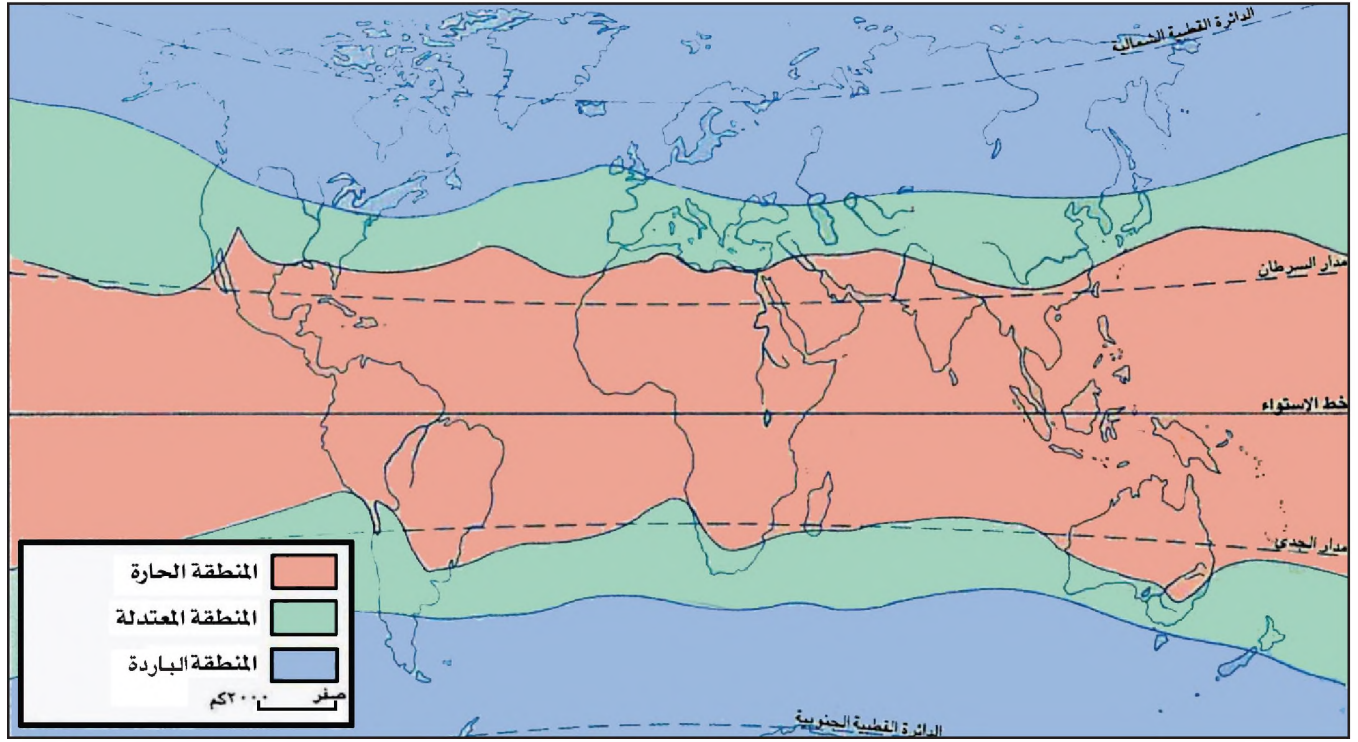 الدائرة القطبية الشمالية
مدار السرطان
خط الاستواء
مدار الجدي
المنطقة الحارة
المنطقة المعتدلة
المنطقة الباردة
صفر ٢٠٠٠كم
الدائرة القطبية الجنوبية